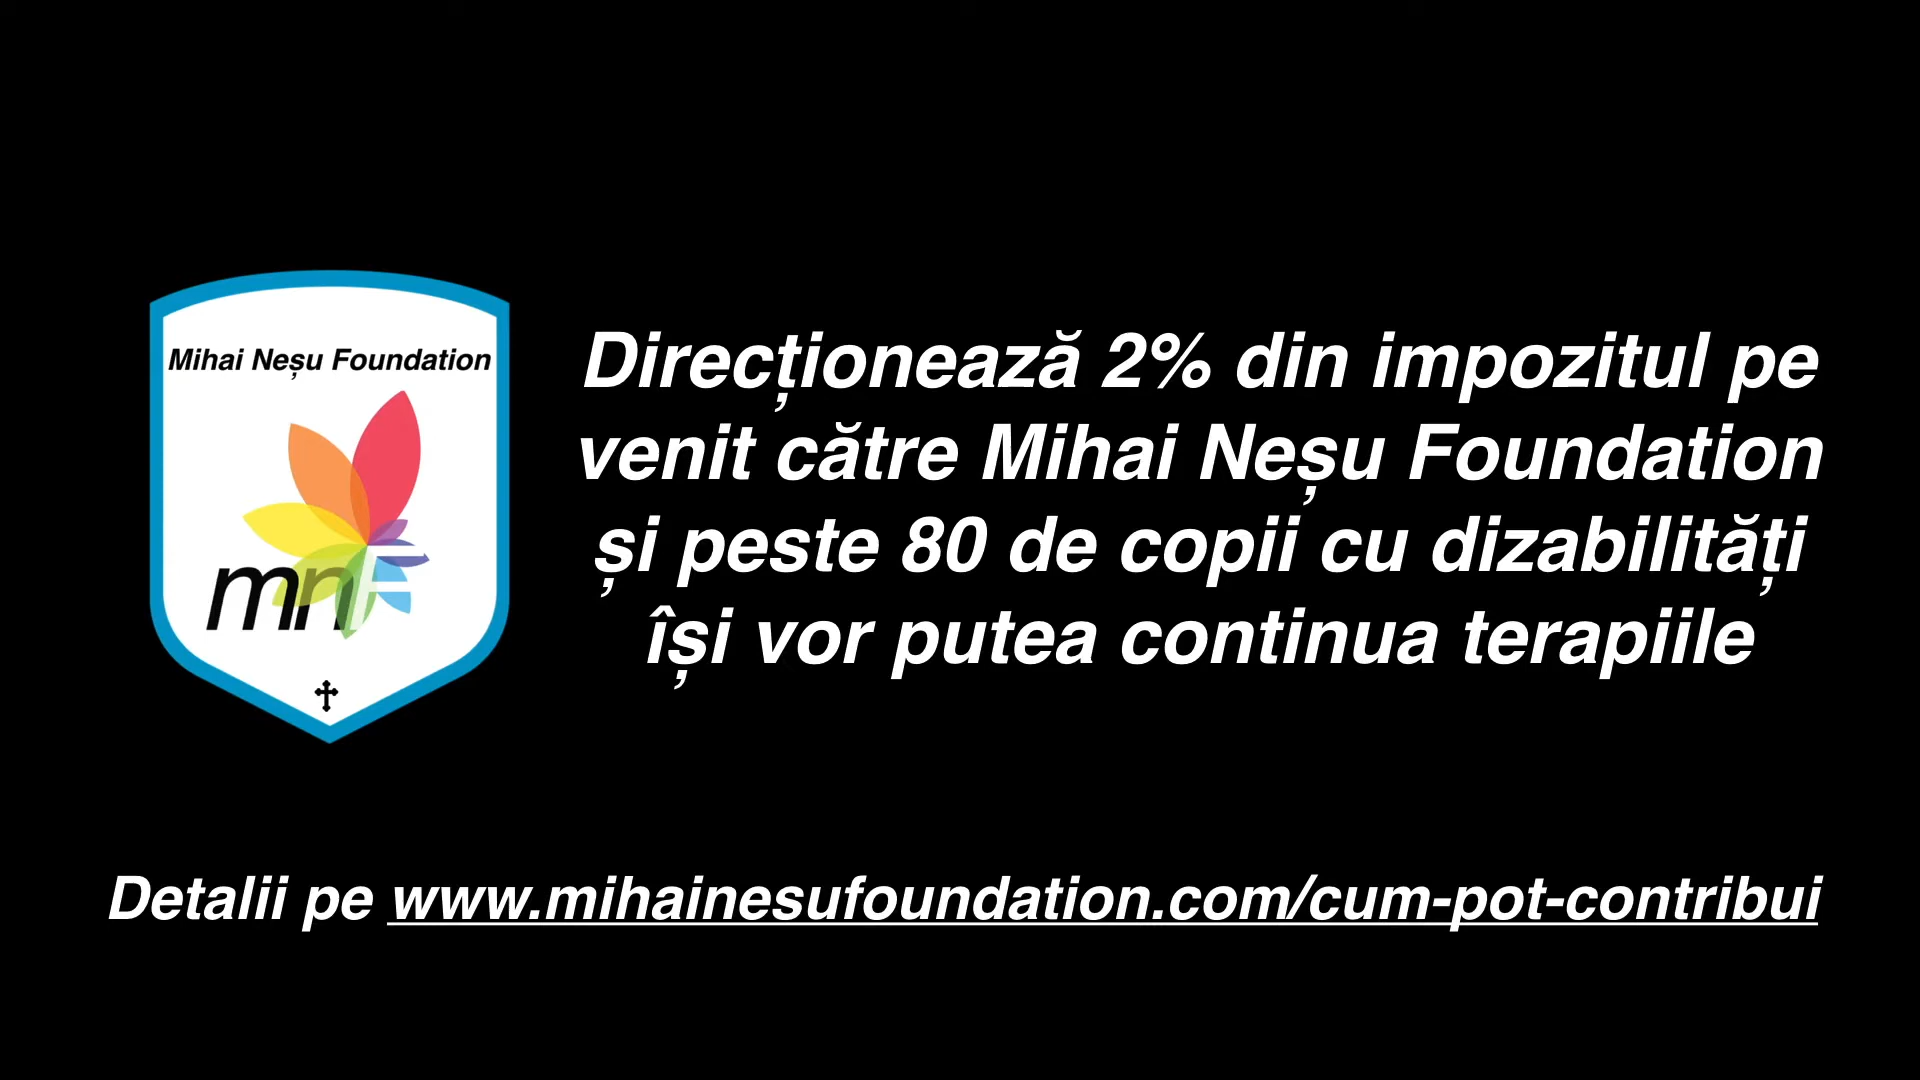 Mihai Neșu Foundation
mnf
Direcționează 2% din impozitul pe
venit către Mihai Neșu Foundation
și peste 80 de copii cu dizabilități
își vor putea continua terapiile
Detalii pe www.mihainesufoundation.com/cum-pot-contribui